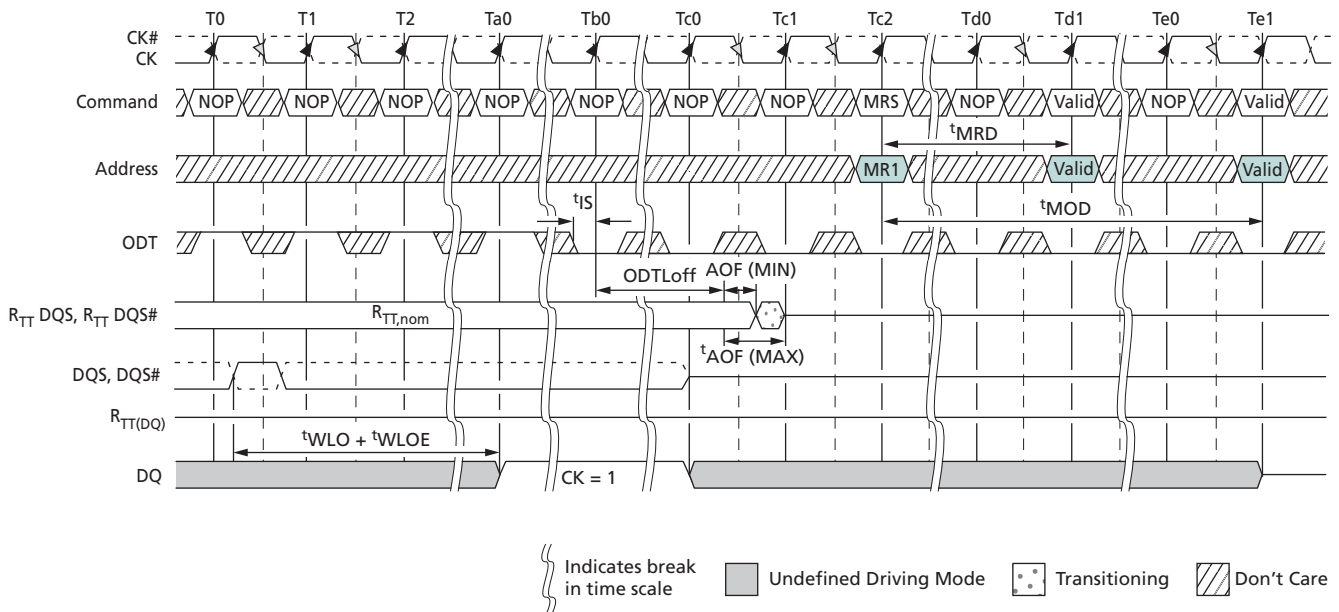 T0 T1 T2 Ta0 Tb0 Tc0 Tc1 Tc2 Td0 Td1 Te0 Te1
CK#
CK
Command NOP NOP NOP NOP NOP NOP NOP MRS NOP Valid NOP Valid
tMRD
Address MR1 Valid Valid
tIS
tMOD
ODT
ODTLoff AOF (MIN)
RTT DQS, RTT DQS# RTT,nom
tAOF (MAX)
DQS, DQS#
RTT(DQ)
tWLO + tWLOE
DQ CK = 1
Indicates break
in time scale
Undefined Driving Mode
Transitioning
Don't Care